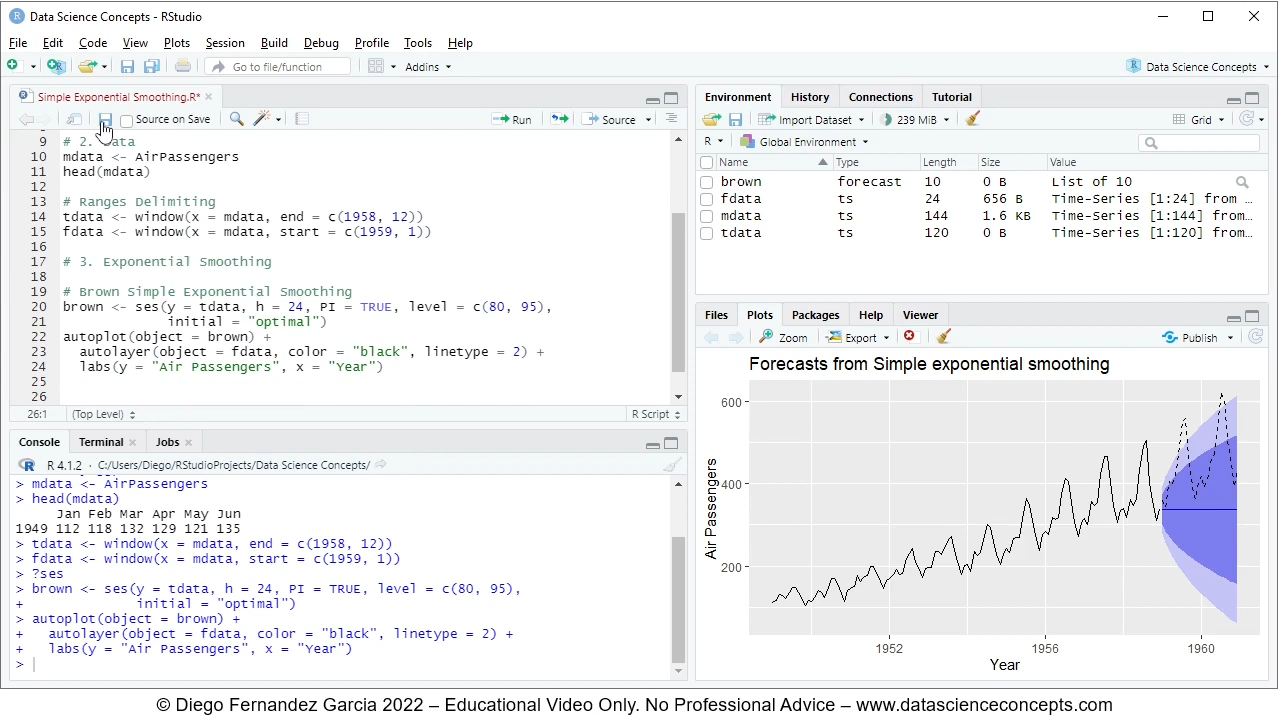 Data Science Concepts - RStudio
File Edit Code View Plots Session Build Debug Profile Tools Help
Go to file/function Addins Data Science Concepts
Simple Exponential Smoothing.R*
Source on Save Run Source
9 # 2. Data
10 mdata <- AirPassengers
11 head(mdata)
12
13 # Ranges Delimiting
14 tdata <- window(x = mdata, end = c(1958, 12))
15 fdata <- window(x = mdata, start = c(1959, 1))
16
17 # 3. Exponential Smoothing
18
19 # Brown Simple Exponential Smoothing
20 brown <- ses(y = tdata, h = 24, PI = TRUE, level = c(80, 95),
21 initial = "optimal")
22 autoplot(object = brown) +
23 autolayer(object = fdata, color = "black", linetype = 2) +
24 labs(y = "Air Passengers", x = "Year")
25
26
26:1 (Top Level) R Script
Console Terminal Jobs
R 4.1.2 · C:/Users/Diego/RStudioProjects/Data Science Concepts/
> mdata <- AirPassengers
> head(mdata)
Jan Feb Mar Apr May Jun
1949 112 118 132 129 121 135
> tdata <- window(x = mdata, end = c(1958, 12))
> fdata <- window(x = mdata, start = c(1959, 1))
> ?ses
> brown <- ses(y = tdata, h = 24, PI = TRUE, level = c(80, 95),
+ initial = "optimal")
> autoplot(object = brown) +
+ autolayer(object = fdata, color = "black", linetype = 2) +
+ labs(y = "Air Passengers", x = "Year")
>
Environment History Connections Tutorial
Import Dataset 239 MiB Grid
R Global Environment
Name Type Length Size Value
brown forecast 10 0 B List of 10
fdata ts 24 656 B Time-Series [1:24] from ...
mdata ts 144 1.6 KB Time-Series [1:144] from...
tdata ts 120 0 B Time-Series [1:120] from...
Files Plots Packages Help Viewer
Zoom Export Publish
Forecasts from Simple exponential smoothing
600
400
200
Air Passengers
1952 1956 1960
Year
© Diego Fernandez Garcia 2022 – Educational Video Only. No Professional Advice – www.datascienceconcepts.com